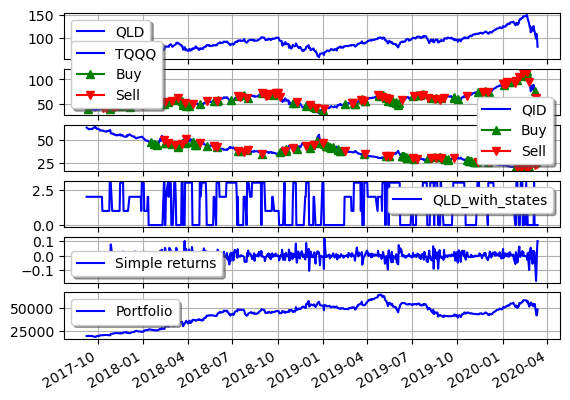 150
100
QLD
TQQQ
Buy
Sell
100
50
QID
Buy
Sell
50
25
2.5
0.0
QLD_with_states
0.1
0.0
−0.1
Simple returns
50000
25000
Portfolio
2017-10
2018-01
2018-04
2018-07
2018-10
2019-01
2019-04
2019-07
2019-10
2020-01
2020-04